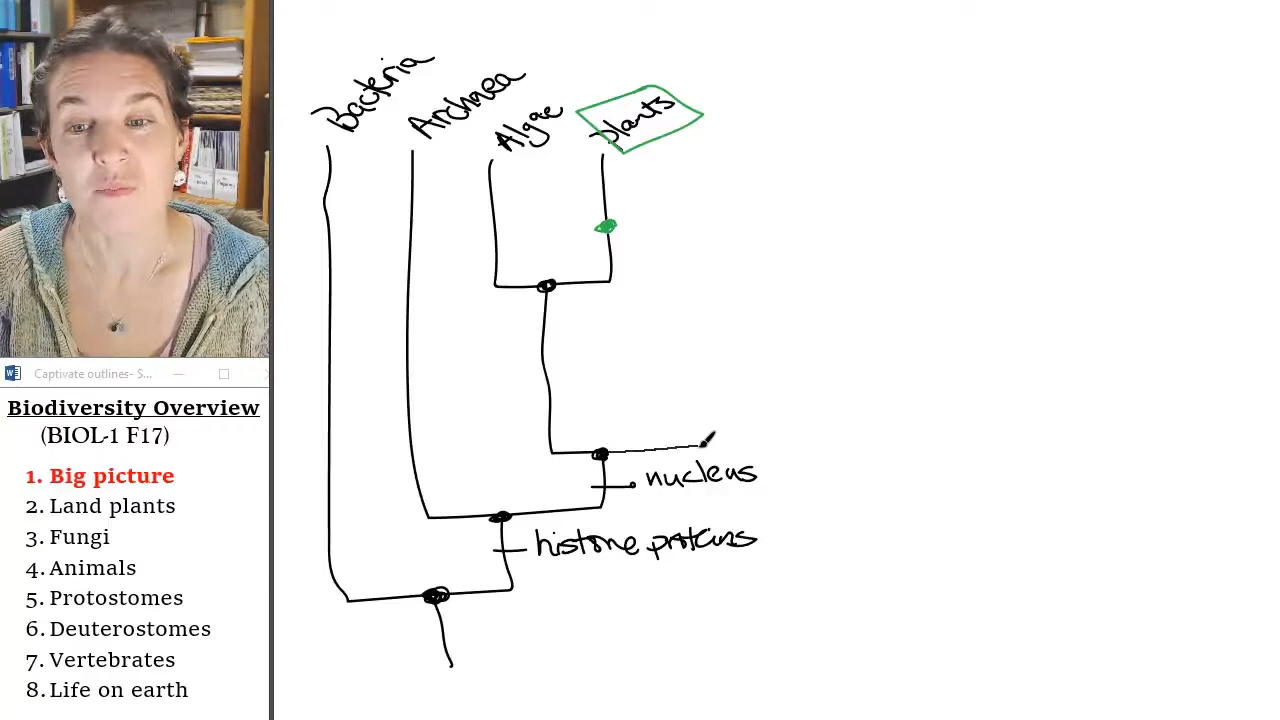 Bacteria
Archaea
Algae
plants
nucleus
histone proteins
Captivate outlines- S...
Biodiversity Overview
(BIOL-1 F17)
1. Big picture
2. Land plants
3. Fungi
4. Animals
5. Protostomes
6. Deuterostomes
7. Vertebrates
8. Life on earth